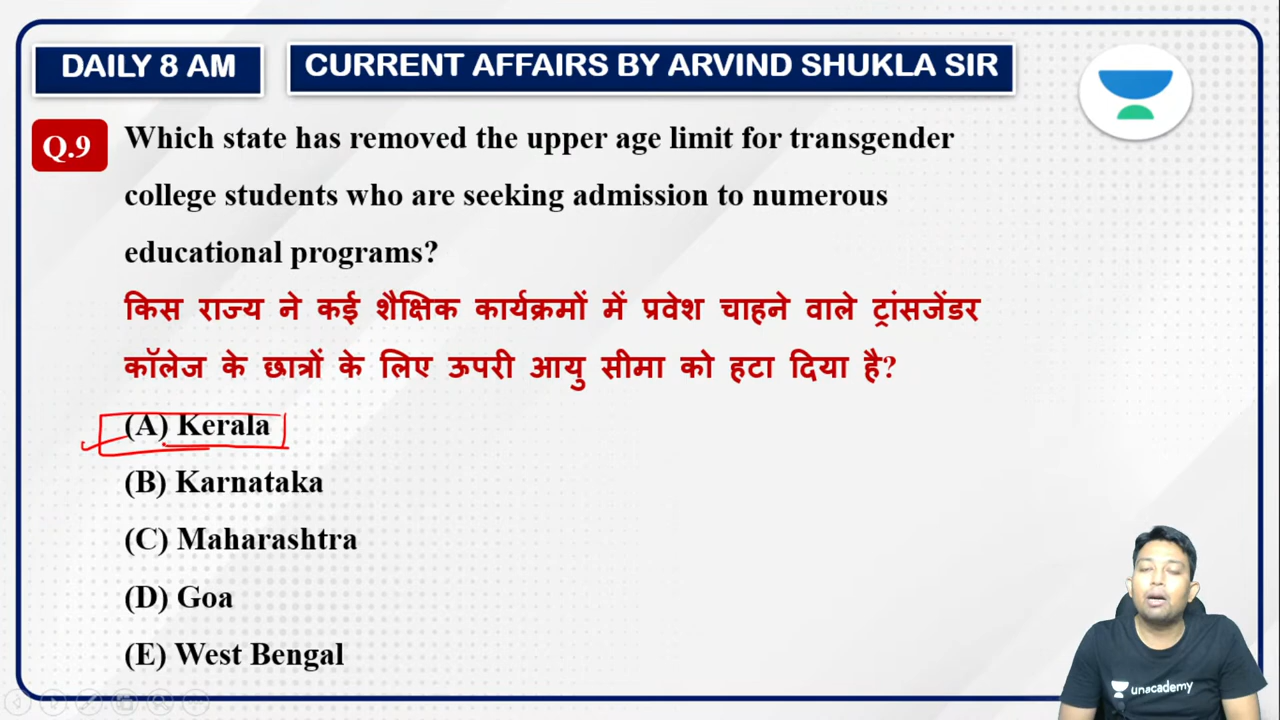 DAILY 8 AM
CURRENT AFFAIRS BY ARVIND SHUKLA SIR
Q.9
Which state has removed the upper age limit for transgender
college students who are seeking admission to numerous
educational programs?
किस राज्य ने कई शैक्षिक कार्यक्रमों में प्रवेश चाहने वाले ट्रांसजेंडर
कॉलेज के छात्रों के लिए ऊपरी आयु सीमा को हटा दिया है?
(A) Kerala
(B) Karnataka
(C) Maharashtra
(D) Goa
(E) West Bengal
unacademy